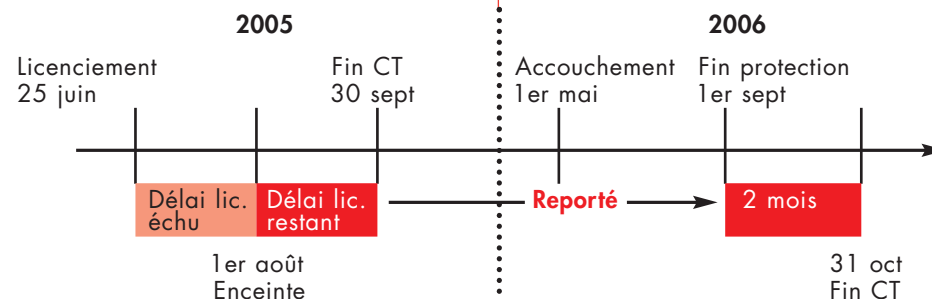 2005
2006
Licenciement
25 juin
Fin CT
30 sept
Accouchement
1er mai
Fin protection
1er sept
Délai lic.
échu
Délai lic.
restant
Reporté
2 mois
1er août
Enceinte
31 oct
Fin CT